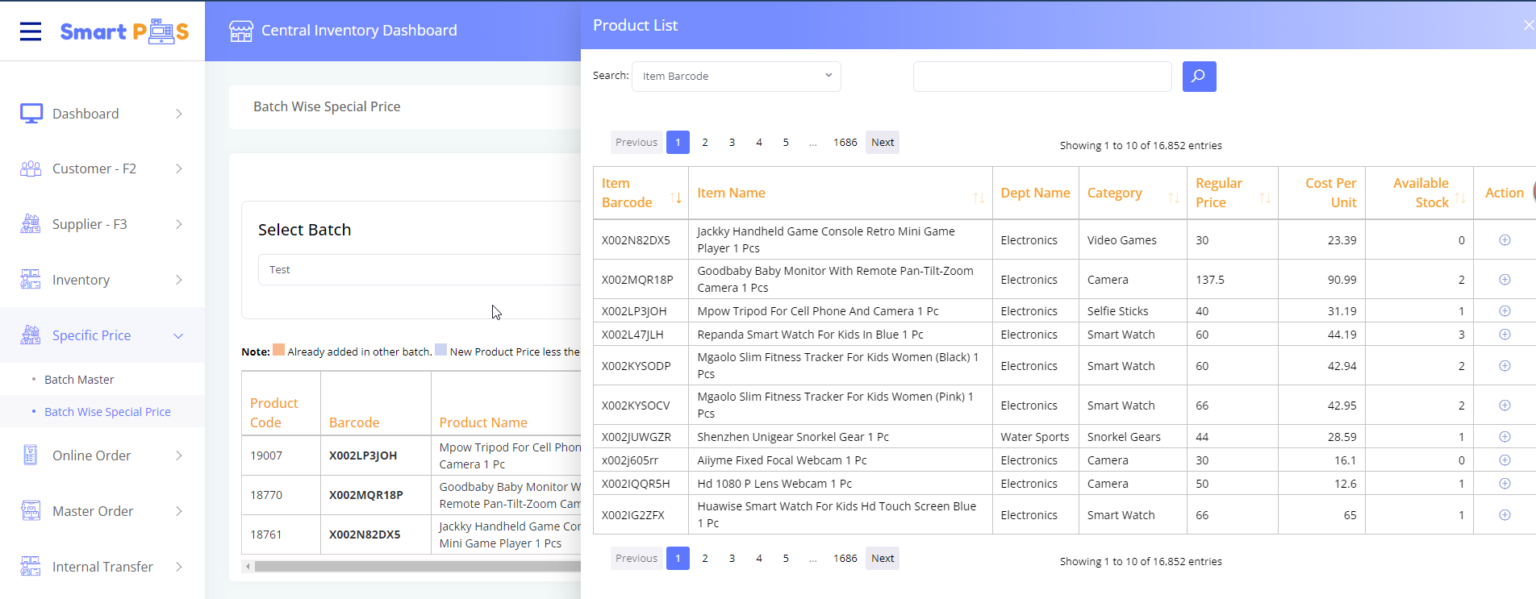 Smart POS
Central Inventory Dashboard
Product List
Dashboard
Customer - F2
Supplier - F3
Inventory
Specific Price
Batch Master
Batch Wise Special Price
Online Order
Master Order
Internal Transfer
Batch Wise Special Price
Select Batch
Test
Note: Already added in other batch. New Product Price less the
Product Code Barcode Product Name
19007 X002LP3JOH Mpow Tripod For Cell Phon
Camera 1 Pc
18770 X002MQR18P Goodbaby Baby Monitor W
Remote Pan-Tilt-Zoom Cam
18761 X002N82DX5 Jackky Handheld Game Con
Mini Game Player 1 Pcs
Search: Item Barcode
Previous 1 2 3 4 5 ... 1686 Next
Showing 1 to 10 of 16,852 entries
Item Barcode Item Name Dept Name Category Regular Price Cost Per Unit Available Stock Action
X002N82DX5 Jackky Handheld Game Console Retro Mini Game Player 1 Pcs Electronics Video Games 30 23.39 0
X002MQR18P Goodbaby Baby Monitor With Remote Pan-Tilt-Zoom Camera 1 Pcs Electronics Camera 137.5 90.99 2
X002LP3JOH Mpow Tripod For Cell Phone And Camera 1 Pc Electronics Selfie Sticks 40 31.19 1
X002L47JLH Repanda Smart Watch For Kids In Blue 1 Pc Electronics Smart Watch 60 44.19 3
X002KYSODP Mgaolo Slim Fitness Tracker For Kids Women (Black) 1 Pcs Electronics Smart Watch 60 42.94 2
X002KYSOCV Mgaolo Slim Fitness Tracker For Kids Women (Pink) 1 Pcs Electronics Smart Watch 66 42.95 2
X002JUWGZR Shenzhen Unigear Snorkel Gear 1 Pc Water Sports Snorkel Gears 44 28.59 1
x002j605rr Aiiyme Fixed Focal Webcam 1 Pc Electronics Camera 30 16.1 0
X002IQQR5H Hd 1080 P Lens Webcam 1 Pc Electronics Camera 50 12.6 1
X002IG2ZFX Huawise Smart Watch For Kids Hd Touch Screen Blue 1 Pc Electronics Smart Watch 66 65 1
Previous 1 2 3 4 5 ... 1686 Next
Showing 1 to 10 of 16,852 entries